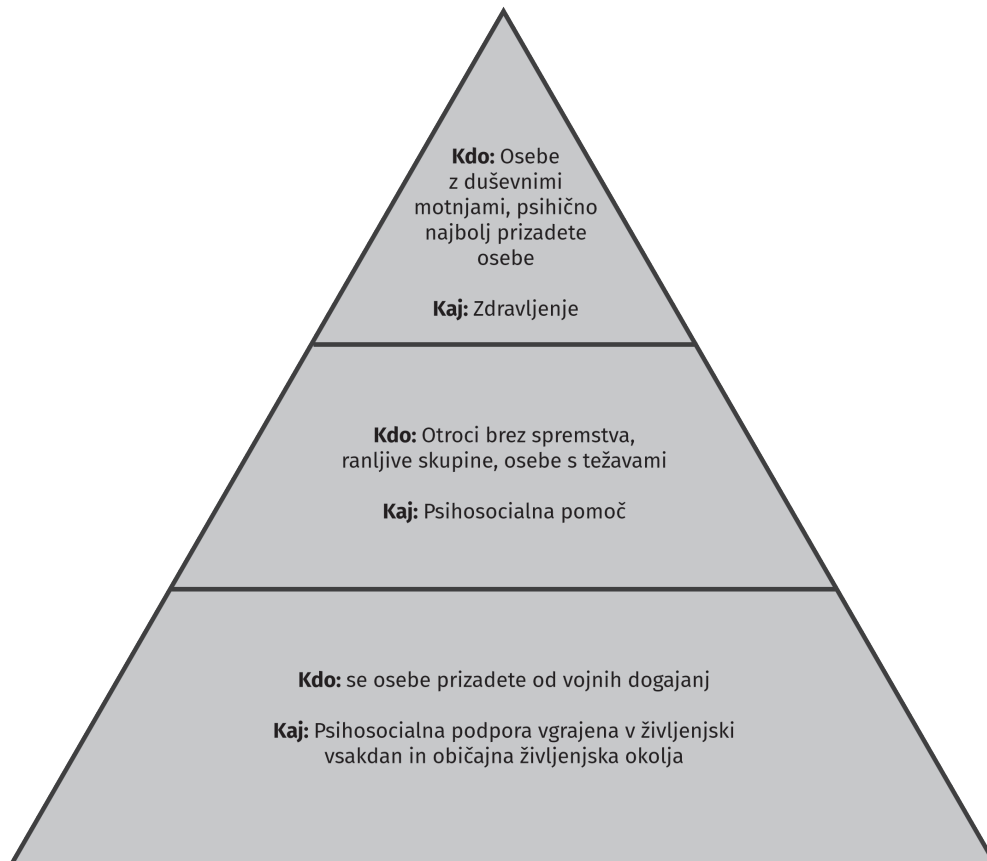 Kdo: Osebe
z duševnimi
motnjami, psihično
najbolj prizadete
osebe
Kaj: Zdravljenje
Kdo: Otroci brez spremstva,
ranljive skupine, osebe s težavami
Kaj: Psihosocialna pomoč
Kdo: se osebe prizadete od vojnih dogajanj
Kaj: Psihosocialna podpora vgrajena v življenjski
vsakdan in običajna življenjska okolja